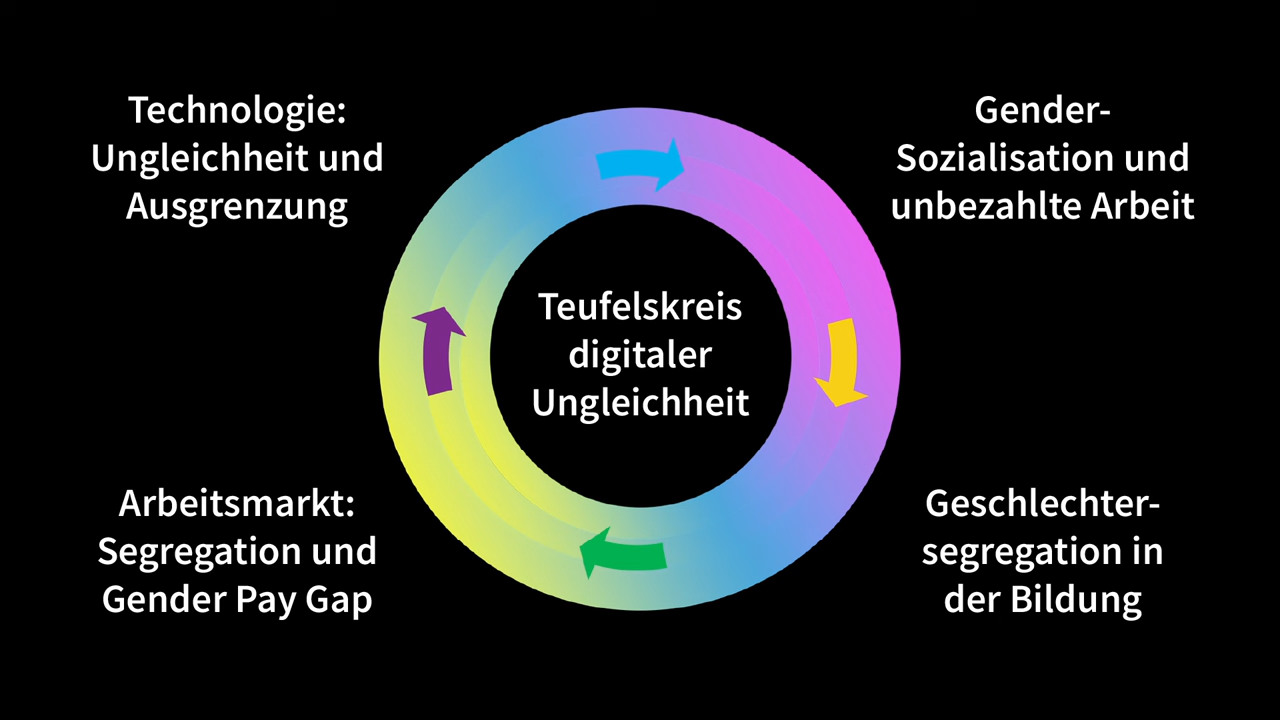 Technologie:
Ungleichheit und
Ausgrenzung
Gender-
Sozialisation und
unbezahlte Arbeit
Teufelskreis
digitaler
Ungleichheit
Arbeitsmarkt:
Segregation und
Gender Pay Gap
Geschlechter-
segregation in
der Bildung